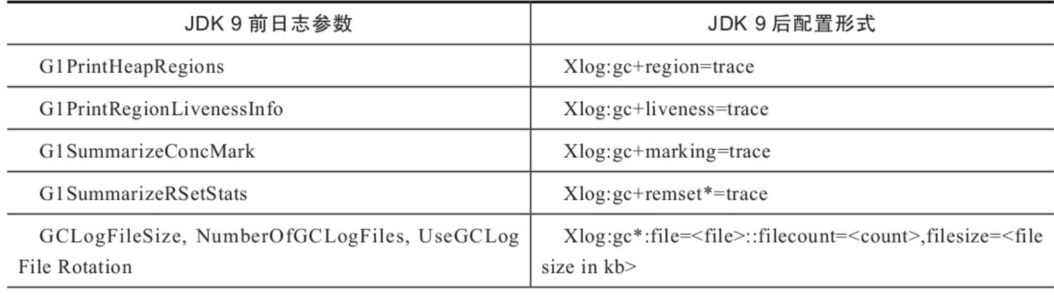 JDK 9 前日志参数 JDK 9 后配置形式
G1PrintHeapRegions Xlog:gc+region=trace
G1PrintRegionLivenessInfo Xlog:gc+liveness=trace
G1SummarizeConcMark Xlog:gc+marking=trace
G1SummarizeRSetStats Xlog:gc+remset*=trace
GCLogFileSize, NumberOfGCLogFiles, UseGCLog Xlog:gc*:file=<file>::filecount=<count>,filesize=<file
File Rotation size in kb>